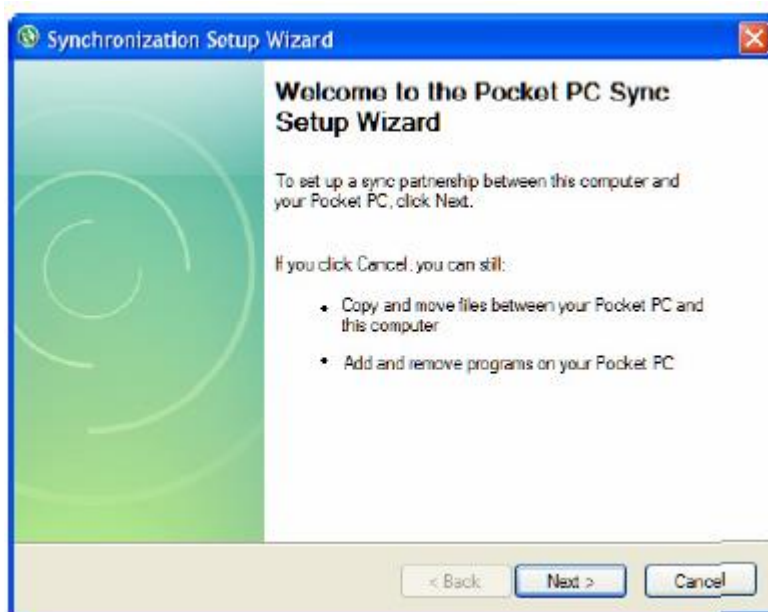 Synchronization Setup Wizard
Welcome to the Pocket PC Sync
Setup Wizard
To set up a sync partnership between this computer and
your Pocket PC, click Next.
If you click Cancel, you can still:
• Copy and move files between your Pocket PC and
this computer
• Add and remove programs on your Pocket PC
< Back Next > Cancel